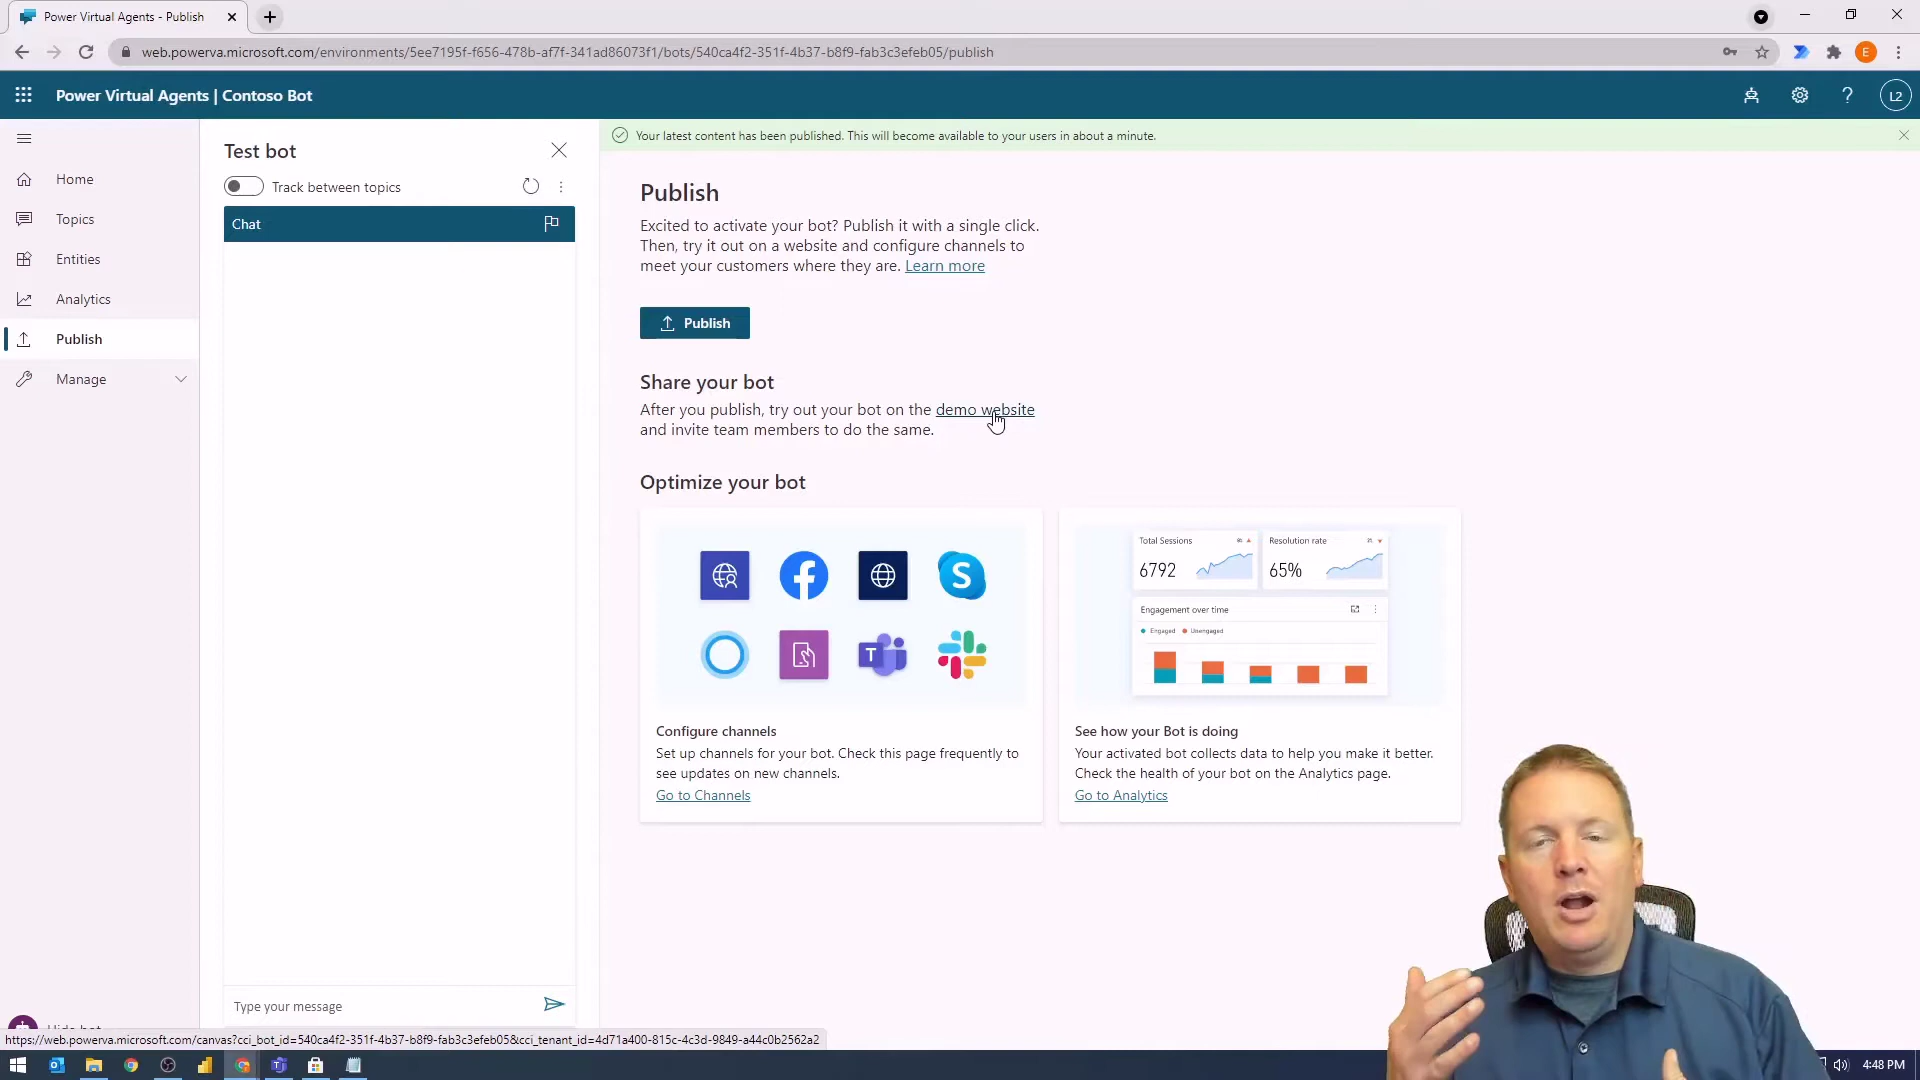 Power Virtual Agents - Publish
web.powerva.microsoft.com/environments/5ee7195f-f656-478b-af7f-341ad86073f1/bots/540ca4f2-351f-4b37-b8f9-fab3c3efeb05/publish
E
Power Virtual Agents | Contoso Bot
L2
Home
Topics
Entities
Analytics
Publish
Manage
Test bot
Track between topics
Chat
Type your message
Your latest content has been published. This will become available to your users in about a minute.
Publish
Excited to activate your bot? Publish it with a single click.
Then, try it out on a website and configure channels to
meet your customers where they are. Learn more
Publish
Share your bot
After you publish, try out your bot on the demo website
and invite team members to do the same.
Optimize your bot
S
T
Configure channels
Set up channels for your bot. Check this page frequently to
see updates on new channels.
Go to Channels
Total Sessions
6792
Resolution rate
65%
Engagement over time
Engaged
Unengaged
See how your Bot is doing
Your activated bot collects data to help you make it better.
Check the health of your bot on the Analytics page.
Go to Analytics
https://web.powerva.microsoft.com/canvas?cci_bot_id=540ca4f2-351f-4b37-b8f9-fab3c3efeb05&cci_tenant_id=4d71a400-815c-4c3d-9849-a44c0b2562a2
4:48 PM